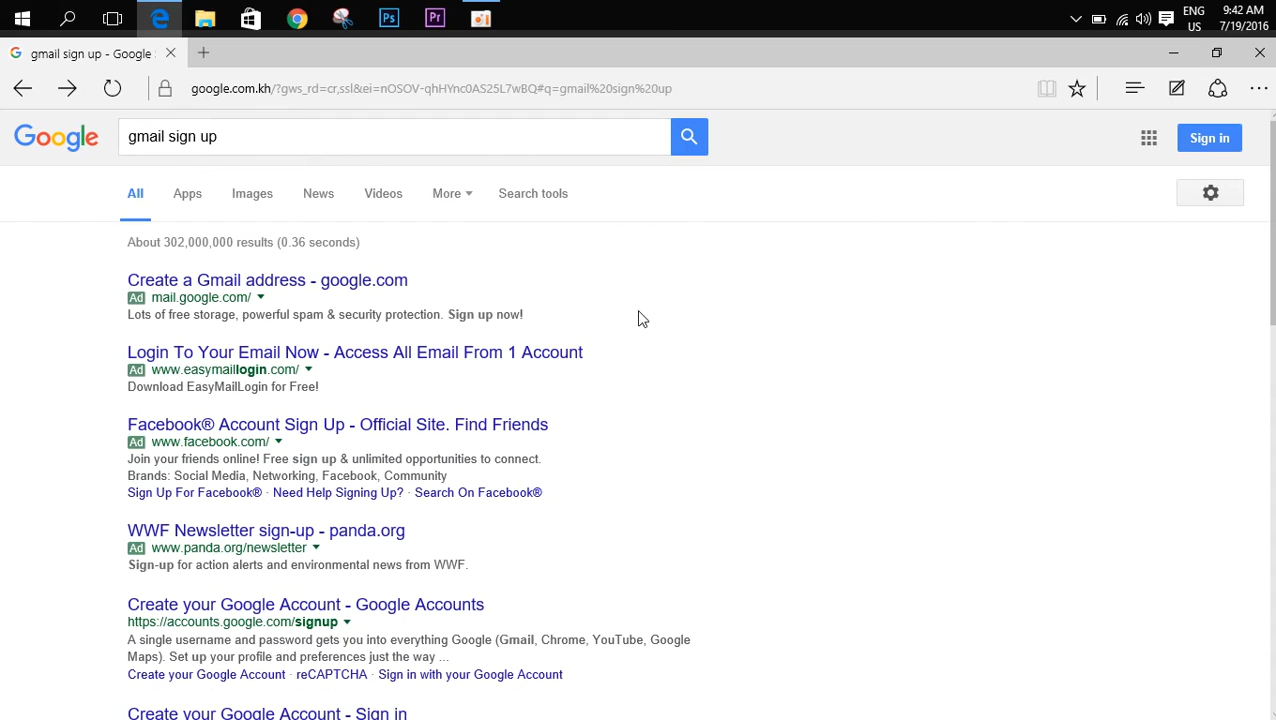 Ps
Pr
ENG
US
9:42 AM
7/19/2016
gmail sign up - Google
google.com.kh/?gws_rd=cr,ssl&ei=nOSOV-qhHYnc0AS25L7wBQ#q=gmail%20sign%20up
Google
gmail sign up
Sign in
All
Apps
Images
News
Videos
More
Search tools
About 302,000,000 results (0.36 seconds)
Create a Gmail address - google.com
Ad mail.google.com/
Lots of free storage, powerful spam & security protection. Sign up now!
Login To Your Email Now - Access All Email From 1 Account
Ad www.easymaillogin.com/
Download EasyMailLogin for Free!
Facebook® Account Sign Up - Official Site. Find Friends
Ad www.facebook.com/
Join your friends online! Free sign up & unlimited opportunities to connect.
Brands: Social Media, Networking, Facebook, Community
Sign Up For Facebook® · Need Help Signing Up? · Search On Facebook®
WWF Newsletter sign-up - panda.org
Ad www.panda.org/newsletter
Sign-up for action alerts and environmental news from WWF.
Create your Google Account - Google Accounts
https://accounts.google.com/signup
A single username and password gets you into everything Google (Gmail, Chrome, YouTube, Google
Maps). Set up your profile and preferences just the way ...
Create your Google Account · reCAPTCHA · Sign in with your Google Account
Create your Google Account - Sign in